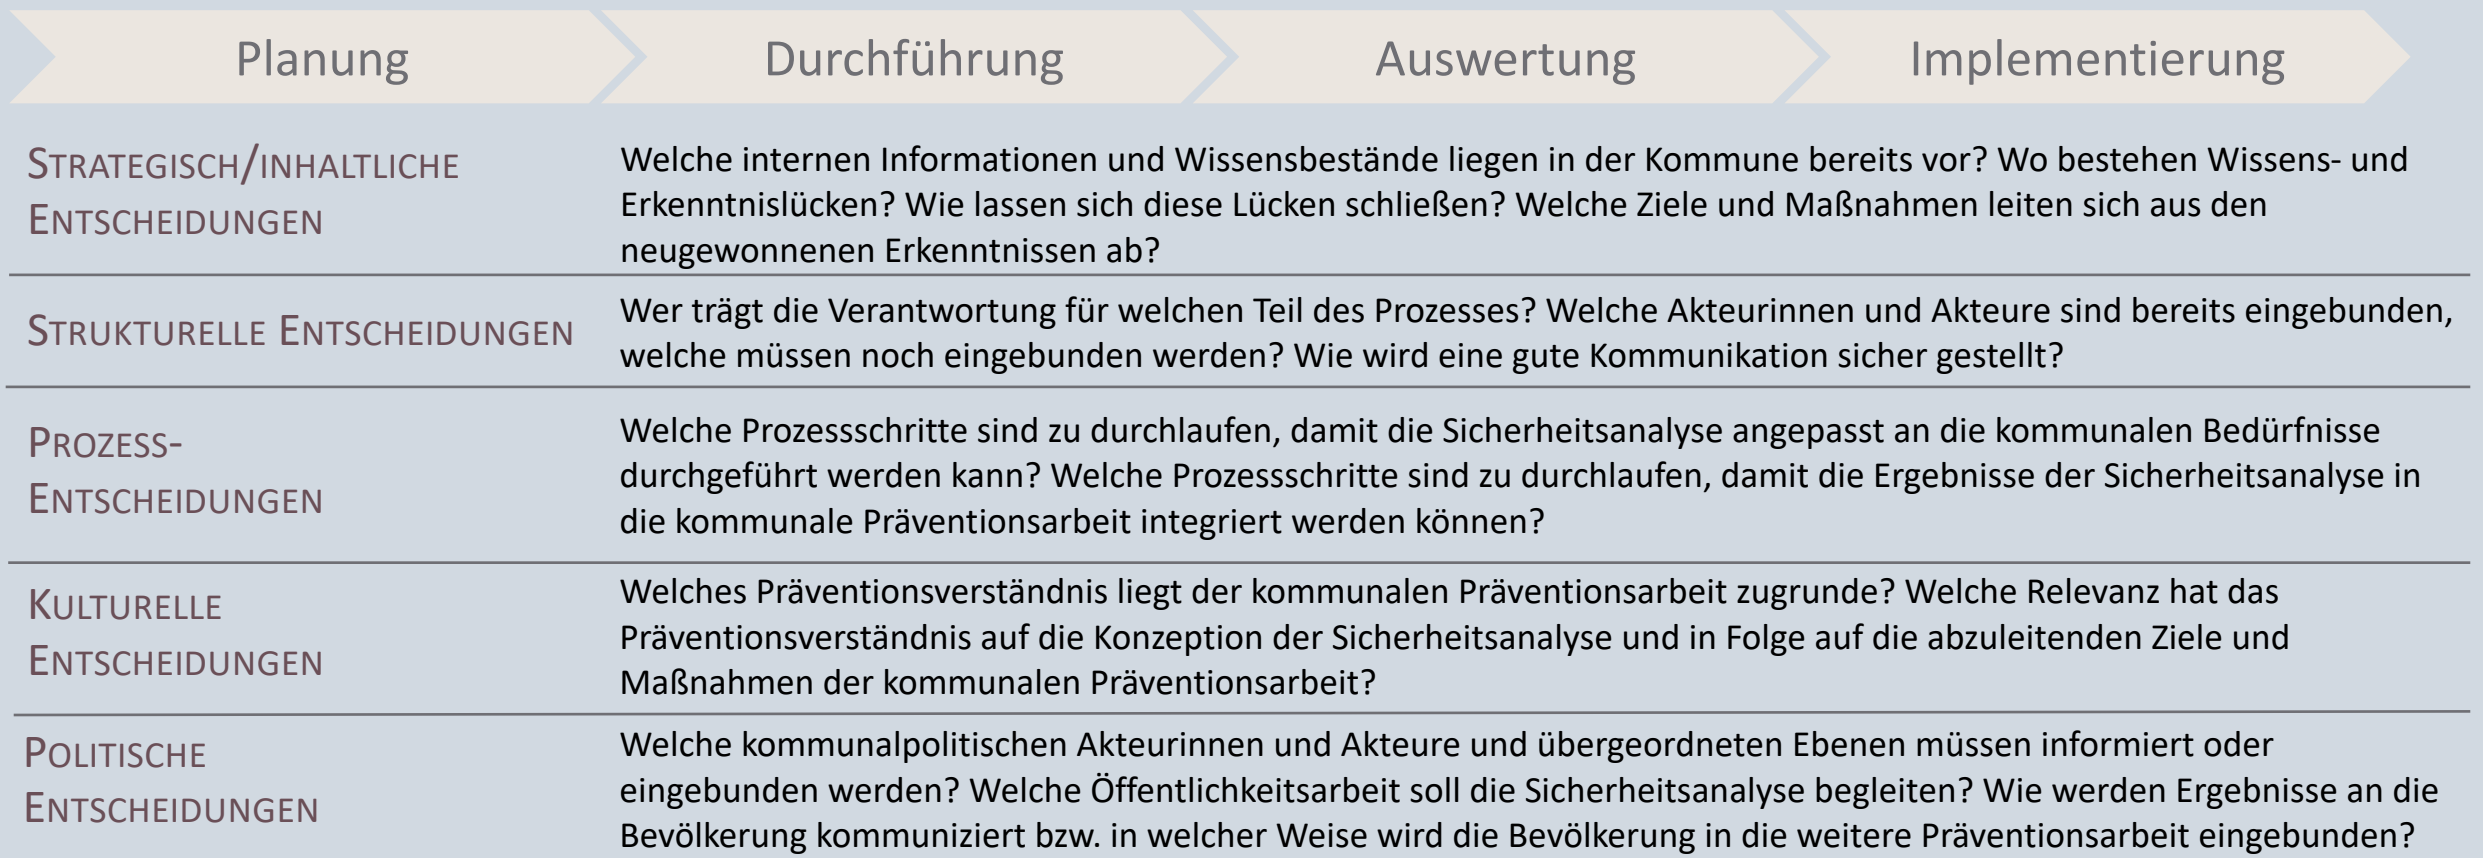 Planung
Durchführung
Auswertung
Implementierung
STRATEGISCH/INHALTLICHE
ENTSCHEIDUNGEN
Welche internen Informationen und Wissensbestände liegen in der Kommune bereits vor? Wo bestehen Wissens- und
Erkenntnislücken? Wie lassen sich diese Lücken schließen? Welche Ziele und Maßnahmen leiten sich aus den
neugewonnenen Erkenntnissen ab?
STRUKTURELLE ENTSCHEIDUNGEN
Wer trägt die Verantwortung für welchen Teil des Prozesses? Welche Akteurinnen und Akteure sind bereits eingebunden,
welche müssen noch eingebunden werden? Wie wird eine gute Kommunikation sicher gestellt?
PROZESS-
ENTSCHEIDUNGEN
Welche Prozessschritte sind zu durchlaufen, damit die Sicherheitsanalyse angepasst an die kommunalen Bedürfnisse
durchgeführt werden kann? Welche Prozessschritte sind zu durchlaufen, damit die Ergebnisse der Sicherheitsanalyse in
die kommunale Präventionsarbeit integriert werden können?
KULTURELLE
ENTSCHEIDUNGEN
Welches Präventionsverständnis liegt der kommunalen Präventionsarbeit zugrunde? Welche Relevanz hat das
Präventionsverständnis auf die Konzeption der Sicherheitsanalyse und in Folge auf die abzuleitenden Ziele und
Maßnahmen der kommunalen Präventionsarbeit?
POLITISCHE
ENTSCHEIDUNGEN
Welche kommunalpolitischen Akteurinnen und Akteure und übergeordneten Ebenen müssen informiert oder
eingebunden werden? Welche Öffentlichkeitsarbeit soll die Sicherheitsanalyse begleiten? Wie werden Ergebnisse an die
Bevölkerung kommuniziert bzw. in welcher Weise wird die Bevölkerung in die weitere Präventionsarbeit eingebunden?